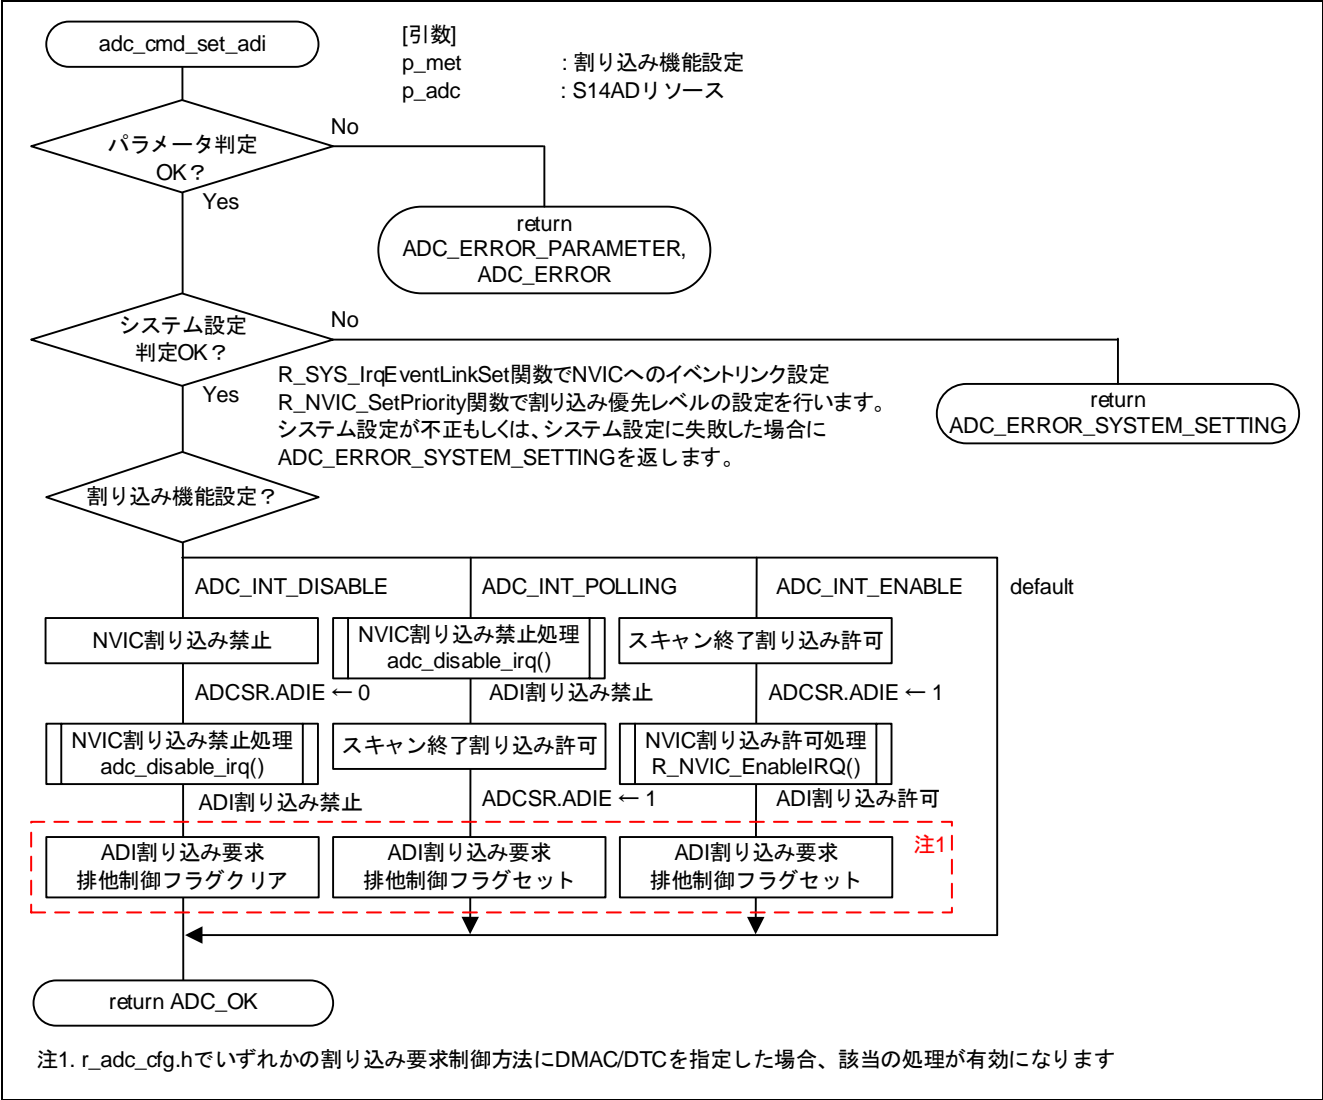 adc_cmd_set_adi
[引数]
p_met : 割り込み機能設定
p_adc : S14ADリソース
パラメータ判定
OK？
No
Yes
return
ADC_ERROR_PARAMETER,
ADC_ERROR
システム設定
判定OK？
No
Yes
R_SYS_IrqEventLinkSet関数でNVICへのイベントリンク設定
R_NVIC_SetPriority関数で割り込み優先レベルの設定を行います。
システム設定が不正もしくは、システム設定に失敗した場合に
ADC_ERROR_SYSTEM_SETTINGを返します。
return
ADC_ERROR_SYSTEM_SETTING
割り込み機能設定？
ADC_INT_DISABLE
ADC_INT_POLLING
ADC_INT_ENABLE
default
NVIC割り込み禁止
NVIC割り込み禁止処理
adc_disable_irq()
スキャン終了割り込み許可
ADCSR.ADIE ← 0
ADI割り込み禁止
ADCSR.ADIE ← 1
NVIC割り込み禁止処理
adc_disable_irq()
スキャン終了割り込み許可
NVIC割り込み許可処理
R_NVIC_EnableIRQ()
ADI割り込み禁止
ADCSR.ADIE ← 1
ADI割り込み許可
注1
ADI割り込み要求
排他制御フラグクリア
ADI割り込み要求
排他制御フラグセット
ADI割り込み要求
排他制御フラグセット
return ADC_OK
注1. r_adc_cfg.hでいずれかの割り込み要求制御方法にDMAC/DTCを指定した場合、該当の処理が有効になります